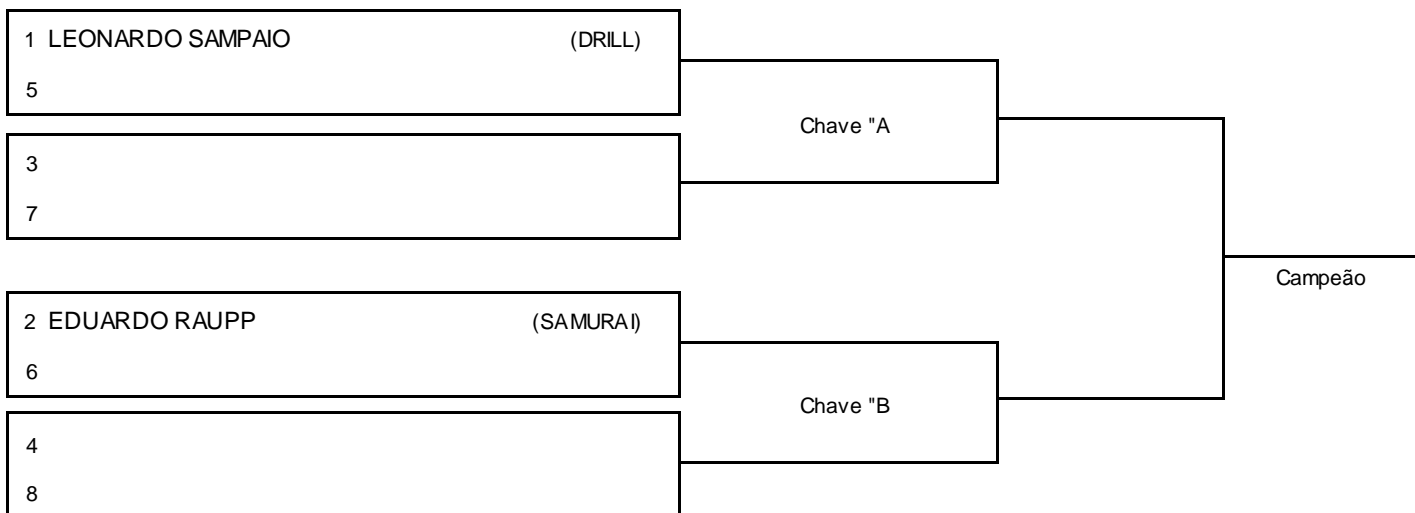 1 LEONARDO SAMPAIO (DRILL)
5
Chave "A
3
7
Campeão
2 EDUARDO RAUPP (SAMURAI)
6
Chave "B
4
8